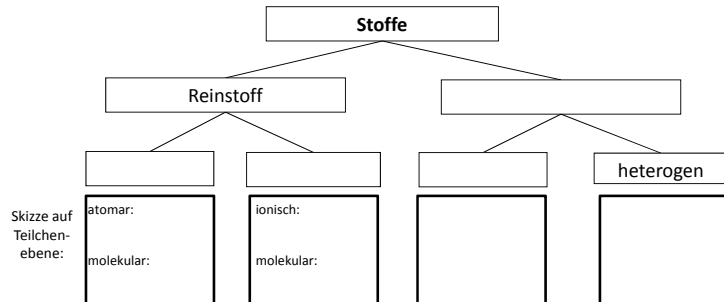 Stoffe
Reinstoff
heterogen
Skizze auf
Teilchen-
ebene:
atomar:
ionisch:
molekular:
molekular: